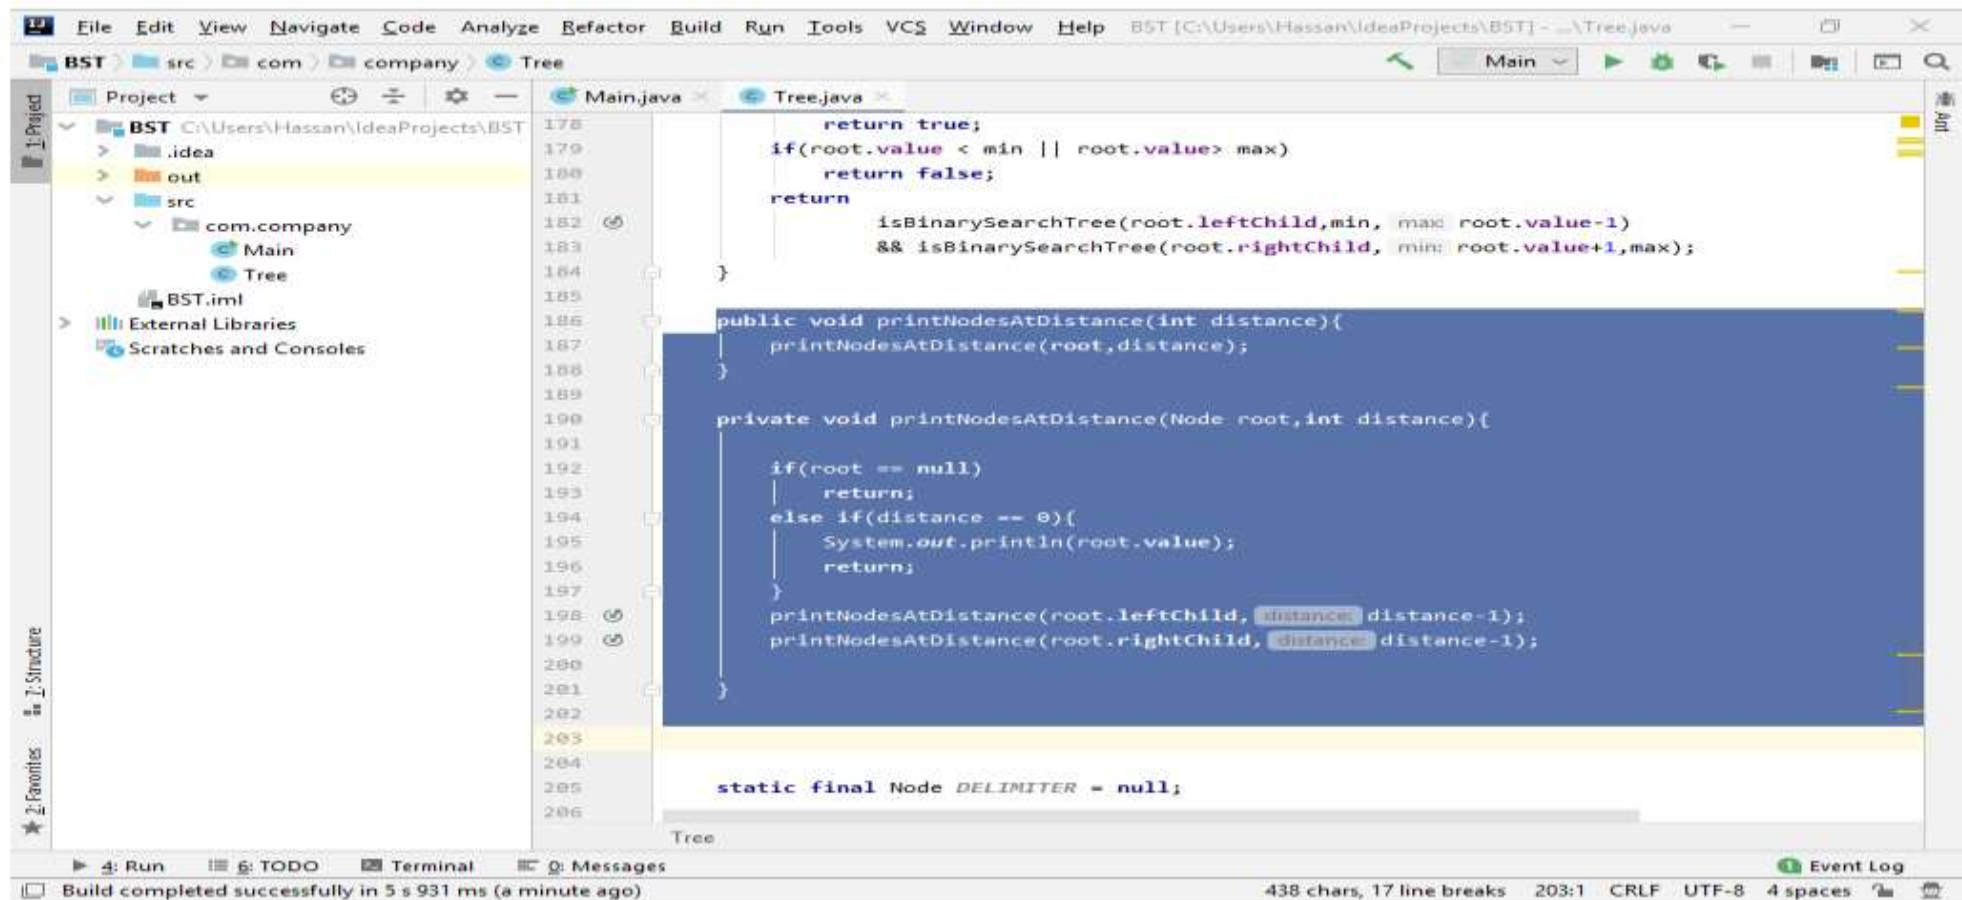 File Edit View Navigate Code Analyze Refactor Build Run Tools VCS Window Help BST [C:\Users\Hassan\IdeaProjects\BST] - ...\Tree.java
BST src com company Tree Main
1: Project
Project
BST C:\Users\Hassan\IdeaProjects\BST
.idea
out
src
com.company
Main
Tree
BST.iml
External Libraries
Scratches and Consoles
Main.java Tree.java
178 return true;
179 if(root.value < min || root.value> max)
180 return false;
181 return
182 isBinarySearchTree(root.leftChild,min, max: root.value-1)
183 && isBinarySearchTree(root.rightChild, min: root.value+1,max);
184 }
185
186 public void printNodesAtDistance(int distance){
187 printNodesAtDistance(root,distance);
188 }
189
190 private void printNodesAtDistance(Node root,int distance){
191
192 if(root == null)
193 return;
194 else if(distance == 0){
195 System.out.println(root.value);
196 return;
197 }
198 printNodesAtDistance(root.leftChild, distance: distance-1);
199 printNodesAtDistance(root.rightChild, distance: distance-1);
200
201 }
202
203
204
205 static final Node DELIMITER = null;
206
Tree
Ant
7: Structure
2: Favorites
4: Run 6: TODO Terminal 0: Messages 1 Event Log
Build completed successfully in 5 s 931 ms (a minute ago) 438 chars, 17 line breaks 203:1 CRLF UTF-8 4 spaces